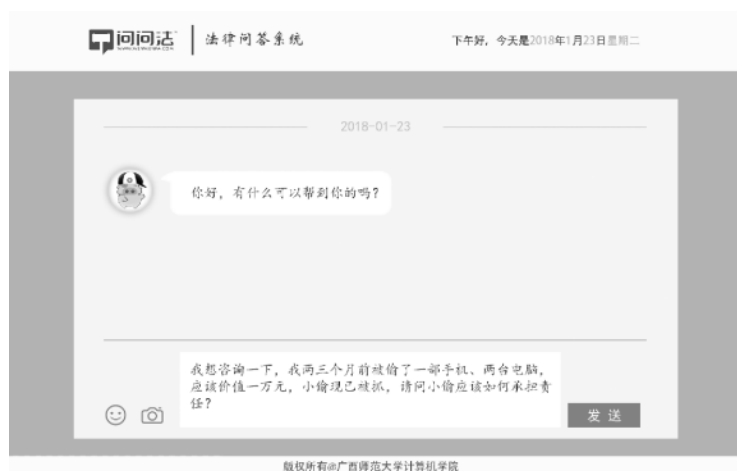 问问法 法律问答系统 下午好，今天是2018年1月23日星期二
2018-01-23
你好，有什么可以帮到你的吗？
我想咨询一下，我两三个月前被偷了一部手机、两台电脑，
应该价值一万元，小偷现已被抓，请问小偷应该如何承担责
任？
发 送
版权所有@广西师范大学计算机学院